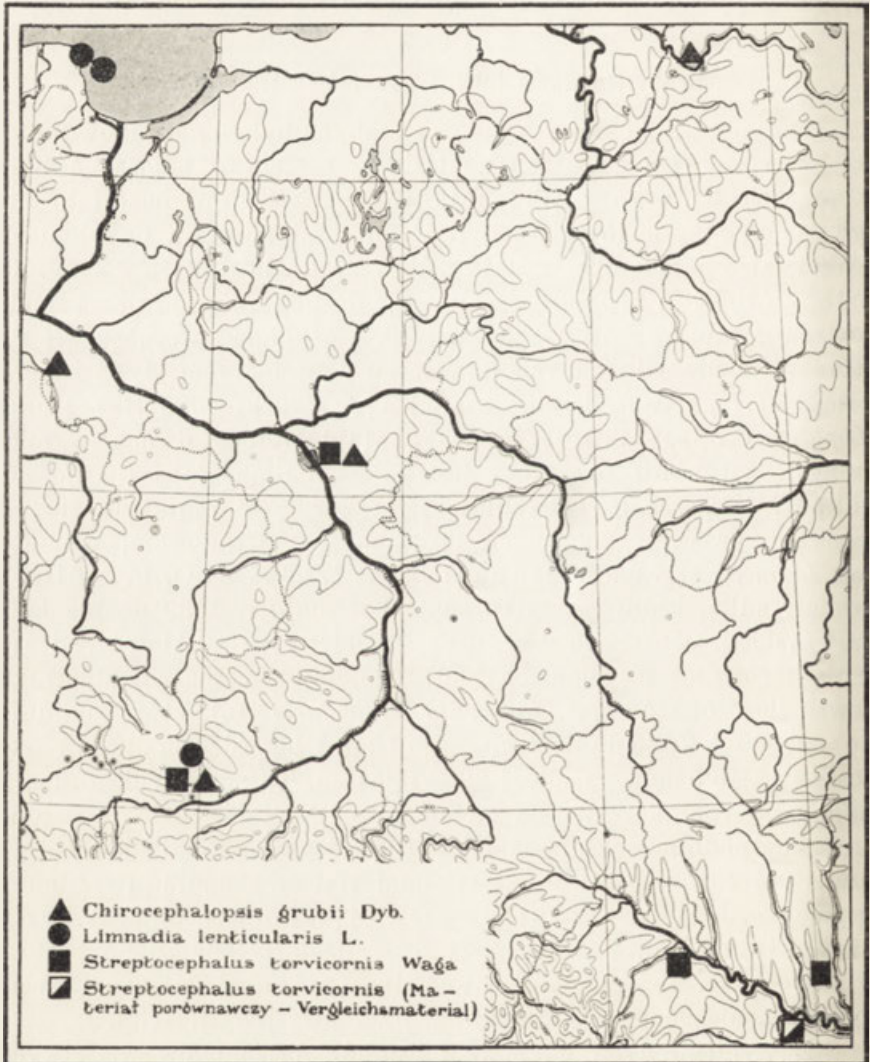 Chirocephalopsis grubii Dyb.
Limnadia lenticularis L.
Streptocephalus torvicornis Waga
Streptocephalus torvicornis (Ma-
teriał porównawczy – Vergleichsmaterial)